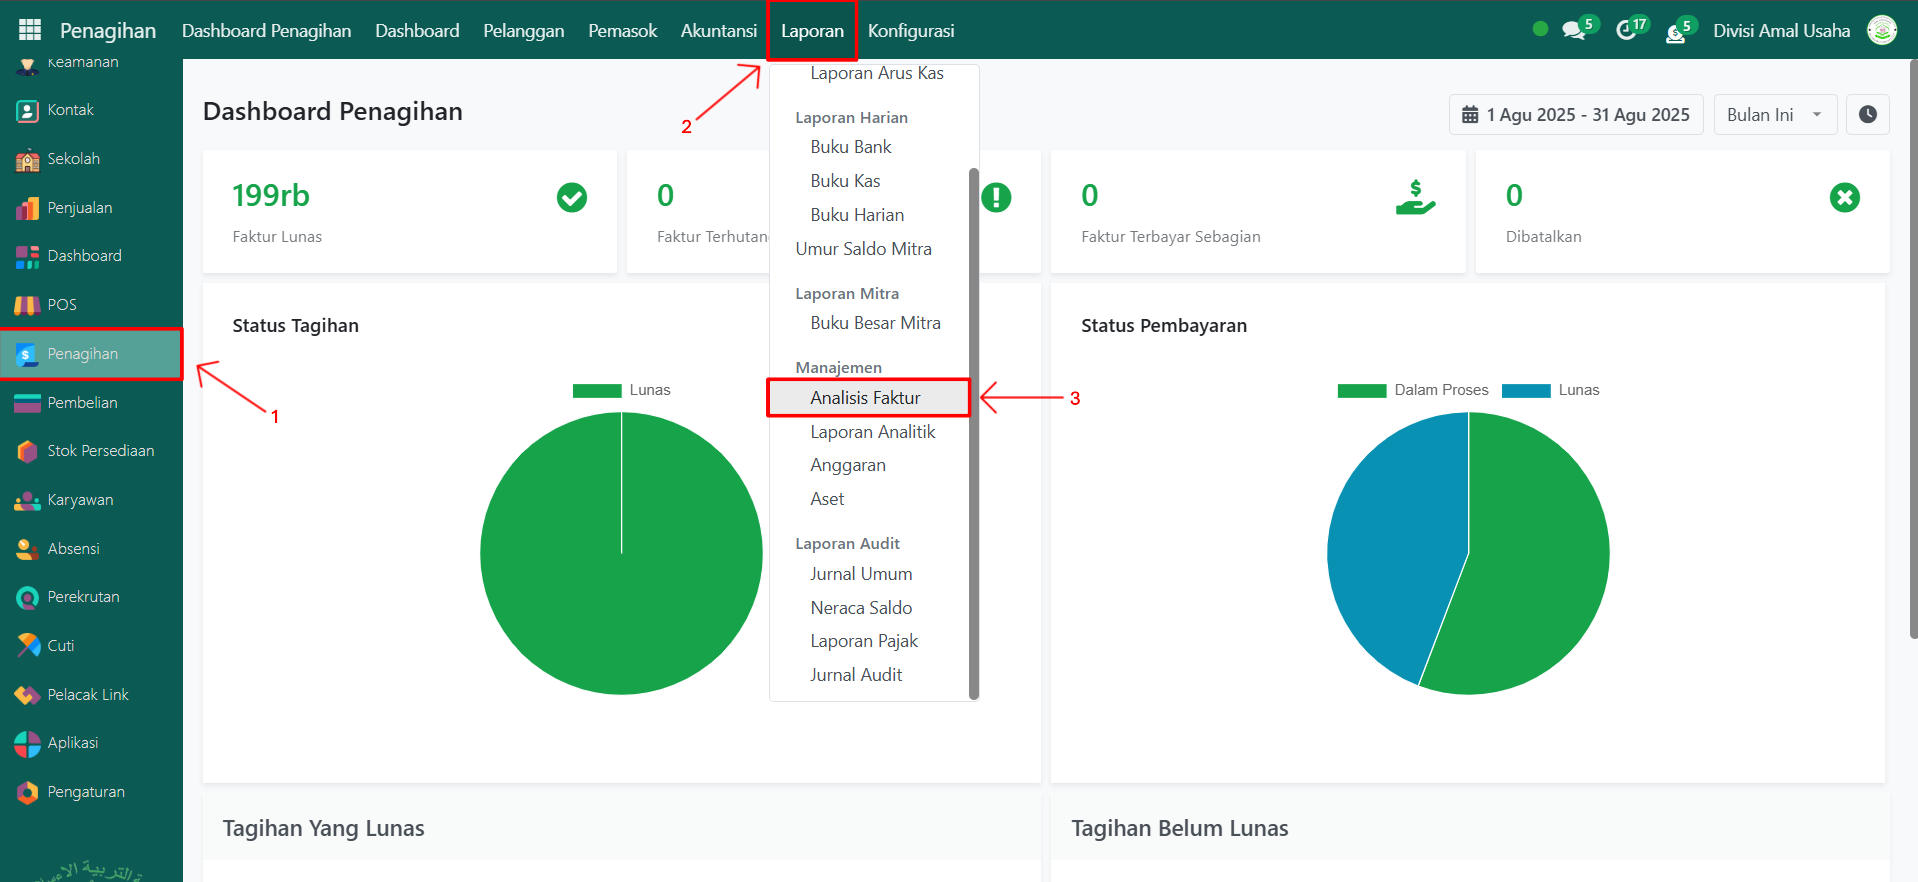 Penagihan
Dashboard Penagihan
Dashboard
Pelanggan
Pemasok
Akuntansi
Laporan
Konfigurasi
5
17
5
Divisi Amal Usaha
Keamanan
Kontak
Sekolah
Penjualan
Dashboard
POS
Penagihan
Pembelian
Stok Persediaan
Karyawan
Absensi
Perekrutan
Cuti
Pelacak Link
Aplikasi
Pengaturan
1
2
3
Laporan Arus Kas
Laporan Harian
Buku Bank
Buku Kas
Buku Harian
Umur Saldo Mitra
Laporan Mitra
Buku Besar Mitra
Manajemen
Analisis Faktur
Laporan Analitik
Anggaran
Aset
Laporan Audit
Jurnal Umum
Neraca Saldo
Laporan Pajak
Jurnal Audit
Dashboard Penagihan
1 Agu 2025 - 31 Agu 2025
Bulan Ini
199rb
Faktur Lunas
0
Faktur Terhutan
0
Faktur Terbayar Sebagian
0
Dibatalkan
Status Tagihan
Lunas
Status Pembayaran
Dalam Proses
Lunas
Tagihan Yang Lunas
Tagihan Belum Lunas